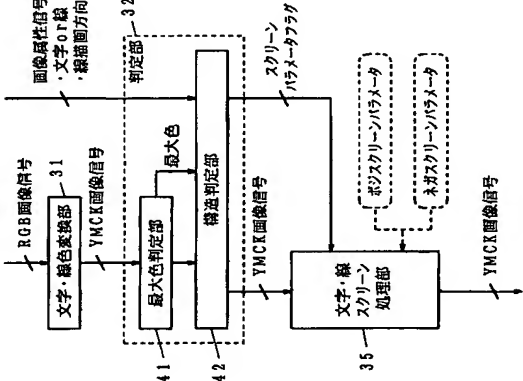 画像属性信号
・文字or線
・線描画方向
RGB画像信号
31
文字・線色変換部
YMCK画像信号
32
判定部
41
最大色判定部
最大色
42
構造判定部
YMCK画像信号
スクリーン
パラメータフラグ
35
文字・線
スクリーン
処理部
ポジスクリーンパラメータ
ネガスクリーンパラメータ
YMCK画像信号